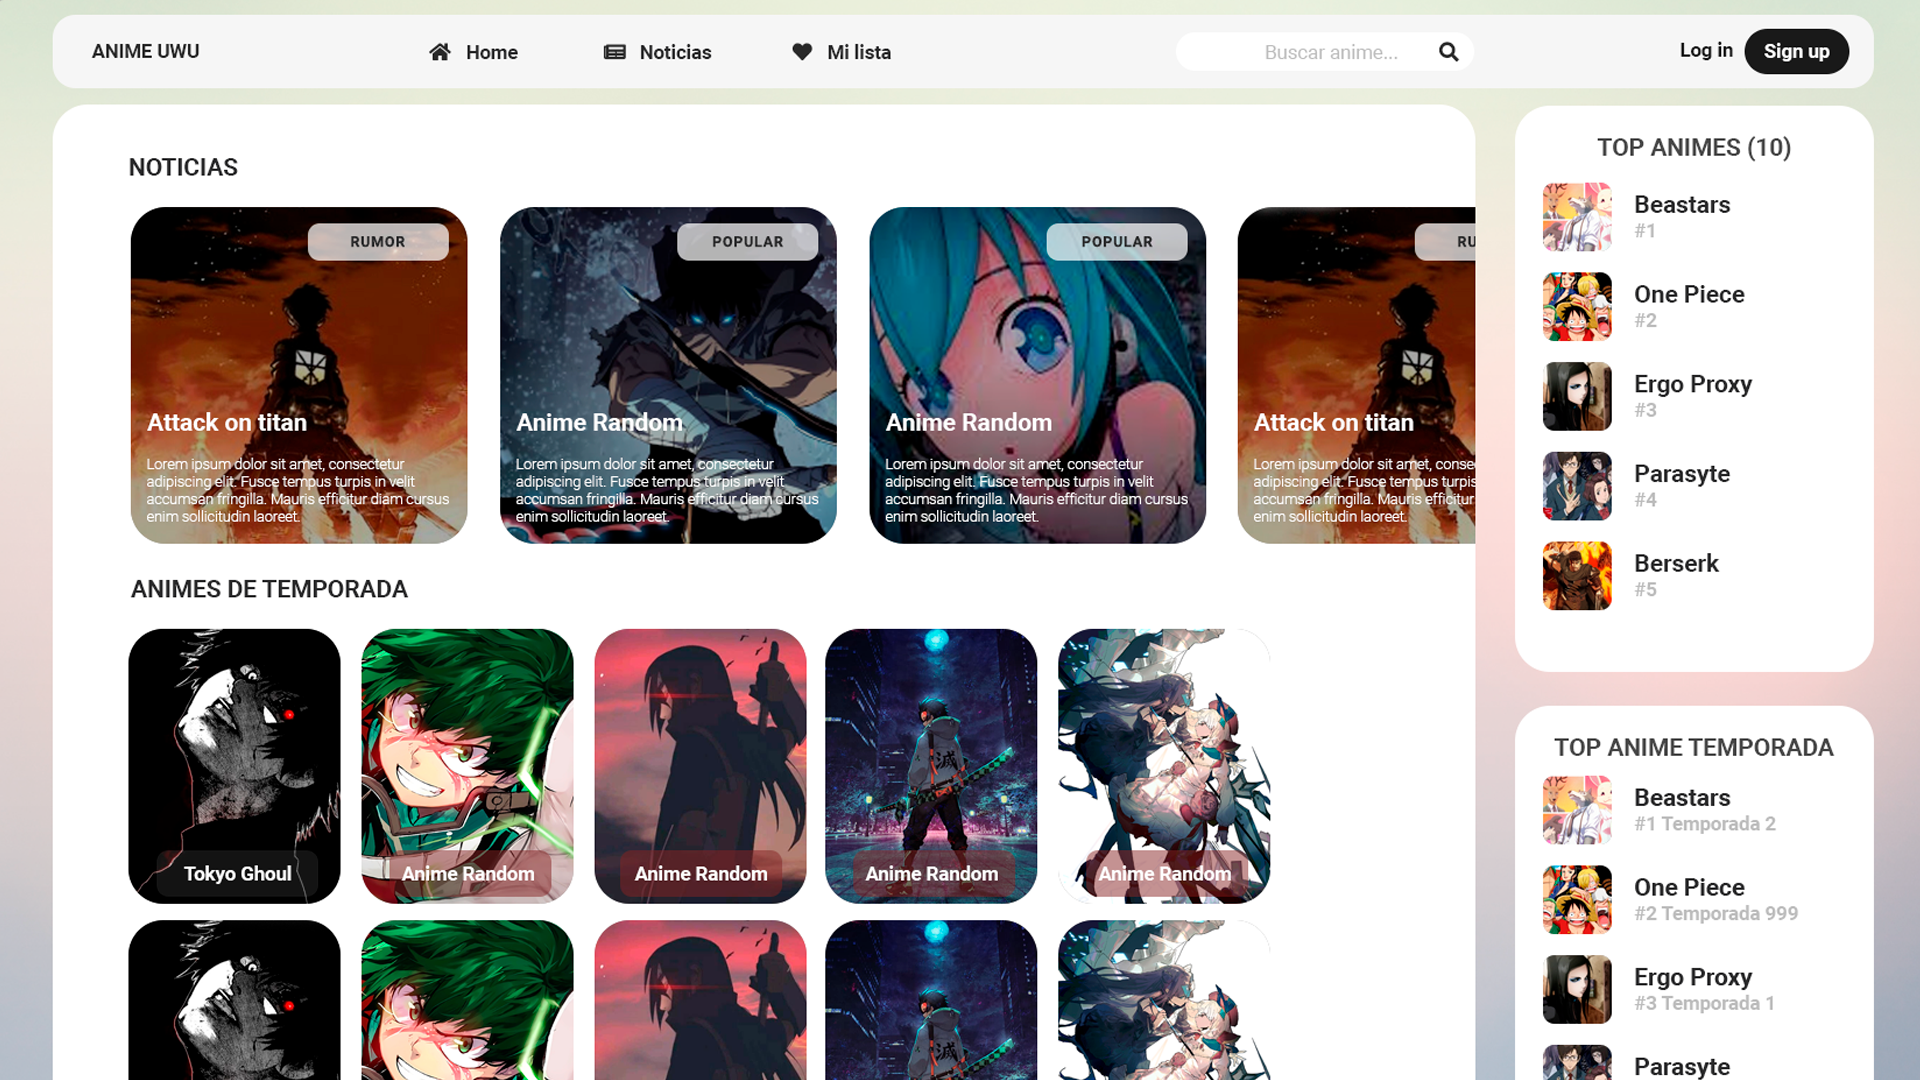 ANIME UWU
Home
Noticias
Mi lista
Buscar anime...
Log in
Sign up
NOTICIAS
RUMOR
Attack on titan
Lorem ipsum dolor sit amet, consectetur
adipiscing elit. Fusce tempus turpis in velit
accumsan fringilla. Mauris efficitur diam cursus
enim sollicitudin laoreet.
POPULAR
Anime Random
Lorem ipsum dolor sit amet, consectetur
adipiscing elit. Fusce tempus turpis in velit
accumsan fringilla. Mauris efficitur diam cursus
enim sollicitudin laoreet.
POPULAR
Anime Random
Lorem ipsum dolor sit amet, consectetur
adipiscing elit. Fusce tempus turpis in velit
accumsan fringilla. Mauris efficitur diam cursus
enim sollicitudin laoreet.
RU
Attack on titan
Lorem ipsum dolor sit amet, conse
adipiscing elit. Fusce tempus turpis
accumsan fringilla. Mauris efficitur
enim sollicitudin laoreet.
ANIMES DE TEMPORADA
Tokyo Ghoul
Anime Random
Anime Random
滅
Anime Random
Anime Random
滅
TOP ANIMES (10)
Beastars
#1
One Piece
#2
Ergo Proxy
#3
Parasyte
#4
Berserk
#5
TOP ANIME TEMPORADA
Beastars
#1 Temporada 2
One Piece
#2 Temporada 999
Ergo Proxy
#3 Temporada 1
Parasyte